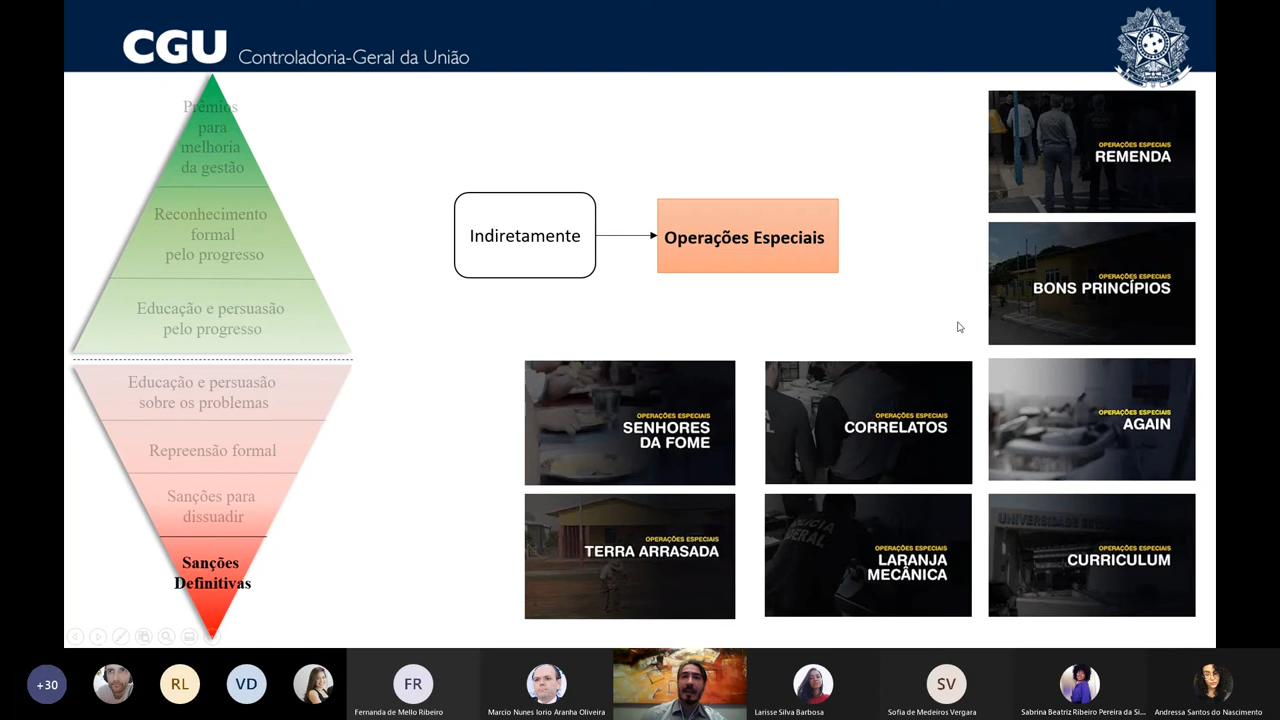 CGU Controladoria-Geral da União
Prêmios
para
melhoria
da gestão
Reconhecimento
formal
pelo progresso
Educação e persuasão
pelo progresso
Educação e persuasão
sobre os problemas
Repreensão formal
Sanções para
dissuadir
Sanções
Definitivas
Indiretamente
Operações Especiais
OPERAÇÕES ESPECIAIS
REMENDA
OPERAÇÕES ESPECIAIS
BONS PRINCÍPIOS
OPERAÇÕES ESPECIAIS
SENHORES
DA FOME
OPERAÇÕES ESPECIAIS
CORRELATOS
OPERAÇÕES ESPECIAIS
AGAIN
OPERAÇÕES ESPECIAIS
TERRA ARRASADA
POLÍCIA
FEDERAL
OPERAÇÕES ESPECIAIS
LARANJA
MECÂNICA
OPERAÇÕES ESPECIAIS
CURRICULUM
+30
RL
VD
FR
SV
Fernanda de Mello Ribeiro
Marcio Nunes Iorio Aranha Oliveira
Larisse Silva Barbosa
Sofia de Medeiros Vergara
Sabrina Beatriz Ribeiro Pereira da Si...
Andressa Santos do Nascimento